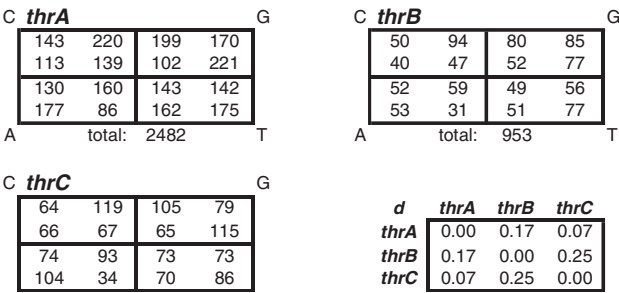 C thrA G
143 220 199 170
113 139 102 221
130 160 143 142
177 86 162 175
A total: 2482 T
C thrB G
50 94 80 85
40 47 52 77
52 59 49 56
53 31 51 77
A total: 953 T
C thrC G
64 119 105 79
66 67 65 115
74 93 73 73
104 34 70 86
d thrA thrB thrC
thrA 0.00 0.17 0.07
thrB 0.17 0.00 0.25
thrC 0.07 0.25 0.00